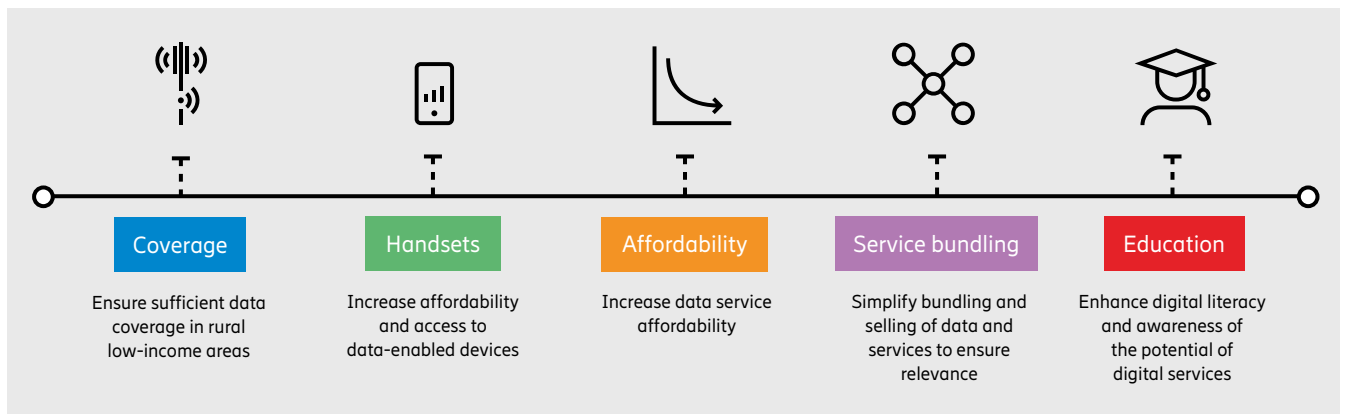 Coverage
Ensure sufficient data
coverage in rural
low-income areas
Handsets
Increase affordability
and access to
data-enabled devices
Affordability
Increase data service
affordability
Service bundling
Simplify bundling and
selling of data and
services to ensure
relevance
Education
Enhance digital literacy
and awareness of
the potential of
digital services